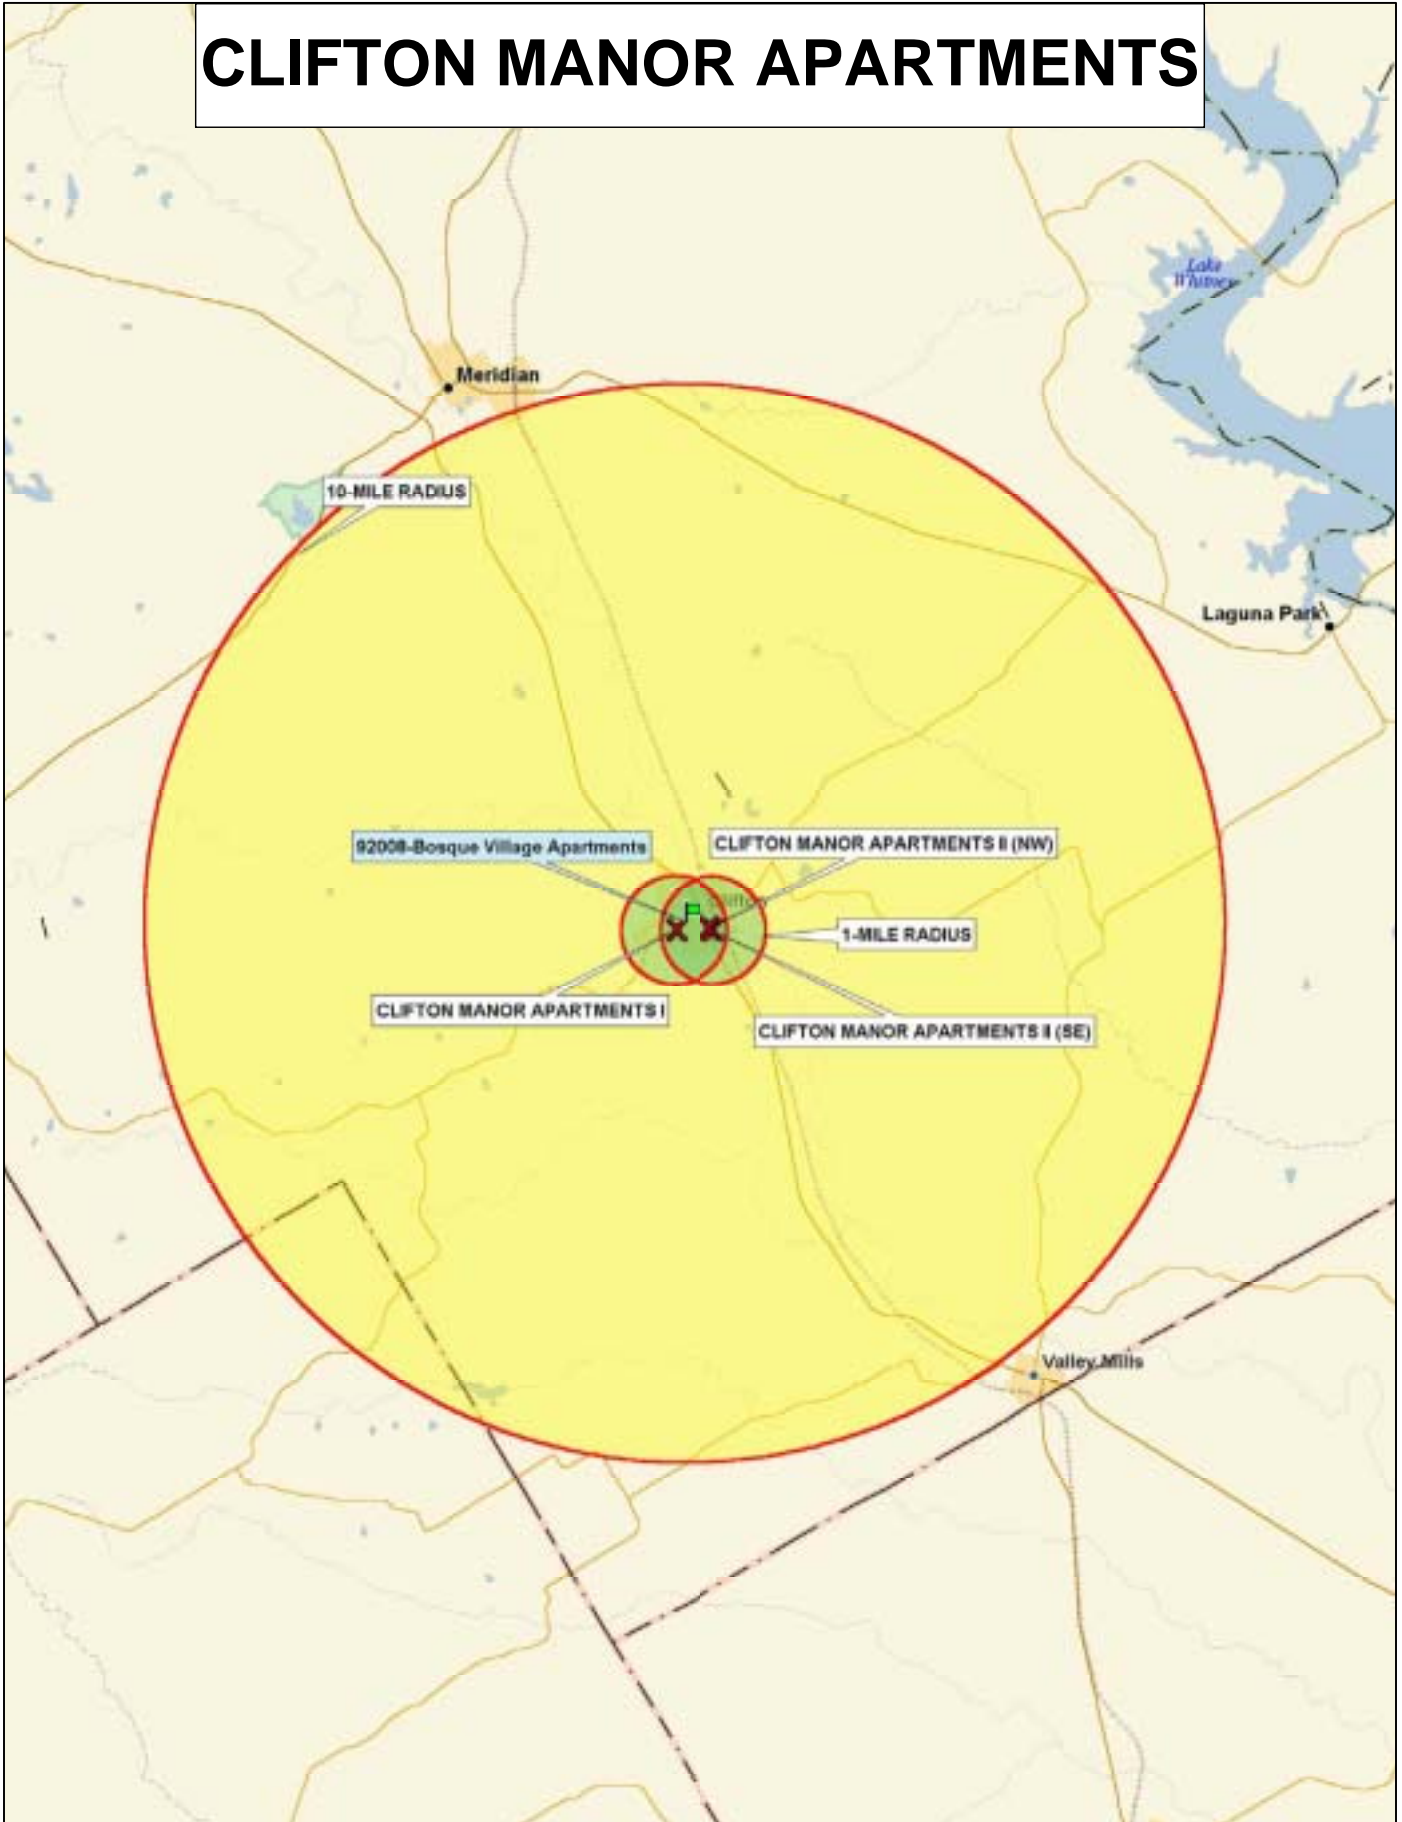 CLIFTON MANOR APARTMENTS
Lake
Whitney
Meridian
10-MILE RADIUS
Laguna Park
92008-Bosque Village Apartments
CLIFTON MANOR APARTMENTS II (NW)
Clifton
1-MILE RADIUS
CLIFTON MANOR APARTMENTS I
CLIFTON MANOR APARTMENTS II (SE)
Valley Mills